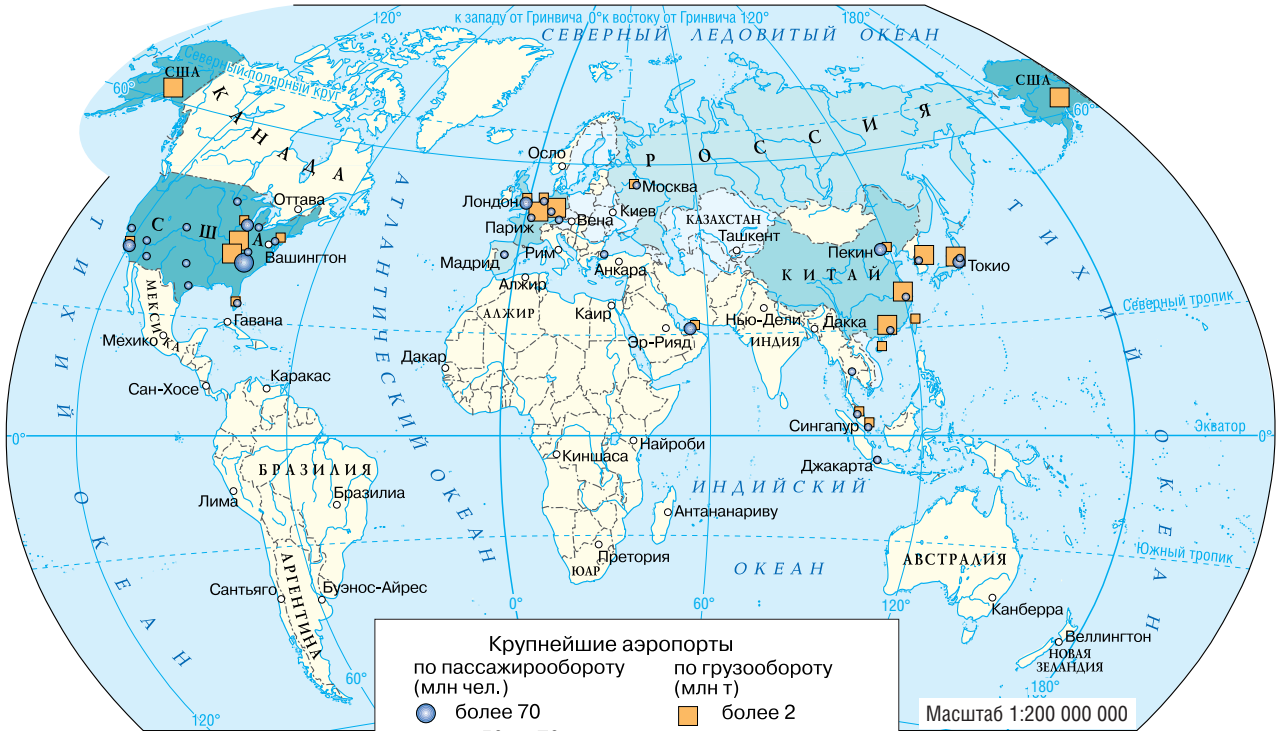 120° к западу от Гринвича 0° к востоку от Гринвича 120° 180°
СЕВЕРНЫЙ ЛЕДОВИТЫЙ ОКЕАН
США
Северный полярный круг
60°
КАНАДА
США
60°
РОССИЯ
Осло
Москва
Оттава
Лондон
Киев
Париж
Вена
КАЗАХСТАН
США
Вашингтон
Ташкент
Пекин
Токио
Рим
Мадрид
Анкара
КИТАЙ
МЕКСИКА
Алжир
АЛЖИР
Каир
Нью-Дели
Дакка
Северный тропик
Гавана
Мехико
Эр-Рияд
ИНДИЯ
Дакар
Сан-Хосе
Каракас
ТИХИЙ ОКЕАН
АТЛАНТИЧЕСКИЙ ОКЕАН
ТИХИЙ ОКЕАН
Сингапур
Экватор
0°
0°
Найроби
Киншаса
Джакарта
БРАЗИЛИЯ
Лима
Бразилиа
ИНДИЙСКИЙ
Антананариву
Претория
Южный тропик
ЮАР
ОКЕАН
АВСТРАЛИЯ
АРГЕНТИНА
Сантьяго
Буэнос-Айрес
0°
60°
120°
Канберра
Веллингтон
НОВАЯ
ЗЕЛАНДИЯ
60°
180°
120°
Крупнейшие аэропорты
по пассажирообороту
(млн чел.)
более 70
по грузообороту
(млн т)
более 2
Масштаб 1:200 000 000